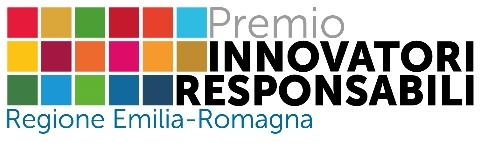 Premio
INNOVATORI
RESPONSABILI
Regione Emilia-Romagna